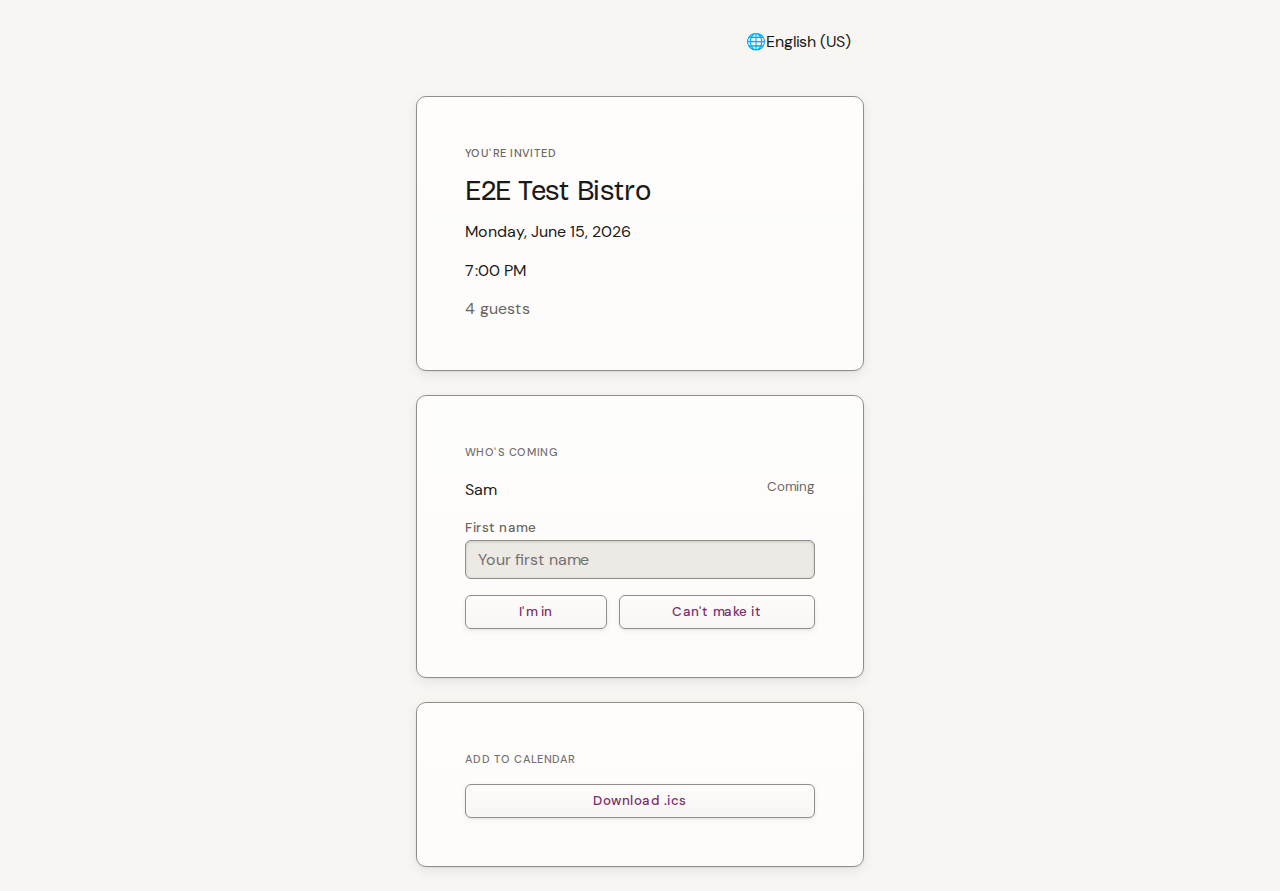 🌐English (US)
YOU'RE INVITED
E2E Test Bistro
Monday, June 15, 2026
7:00 PM
4 guests
WHO'S COMING
Sam Coming
First name
Your first name
I'm in Can't make it
ADD TO CALENDAR
Download .ics